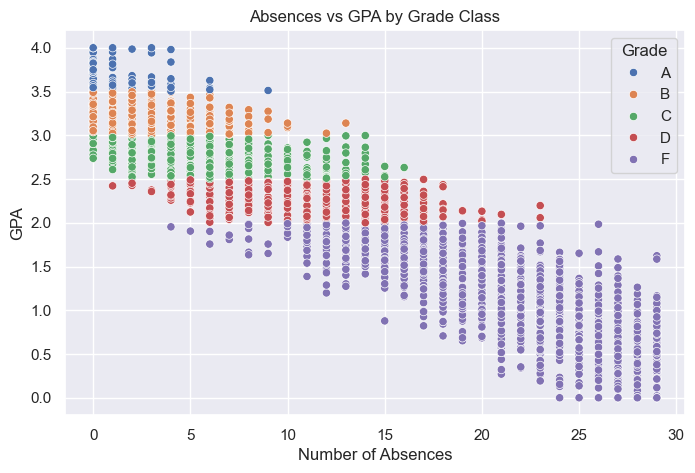 Absences vs GPA by Grade Class
4.0
3.5
3.0
2.5
2.0
1.5
1.0
0.5
0.0
GPA
Grade
A
B
C
D
F
0 5 10 15 20 25 30
Number of Absences